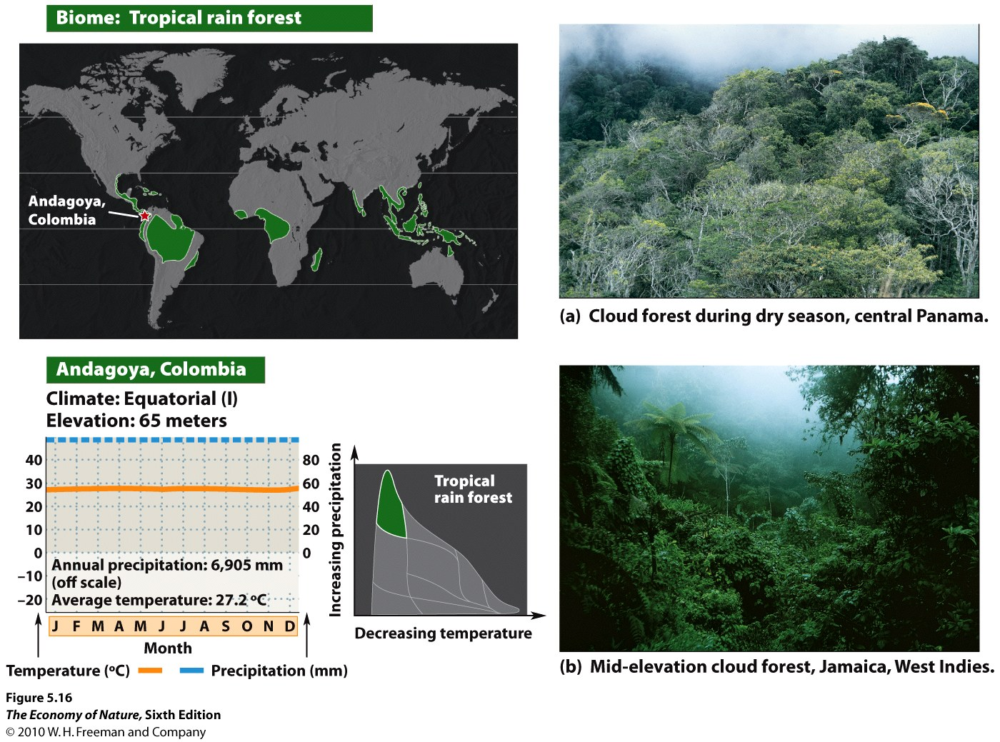 Biome: Tropical rain forest
Andagoya,
Colombia
(a) Cloud forest during dry season, central Panama.
Andagoya, Colombia
Climate: Equatorial (I)
Elevation: 65 meters
40
30
20
10
0
–10
–20
80
60
40
20
0
Annual precipitation: 6,905 mm
(off scale)
Average temperature: 27.2 ºC
J F M A M J J A S O N D
Month
Temperature (ºC)
Precipitation (mm)
Increasing precipitation
Tropical
rain forest
Decreasing temperature
(b) Mid-elevation cloud forest, Jamaica, West Indies.
Figure 5.16
The Economy of Nature, Sixth Edition
© 2010 W. H. Freeman and Company